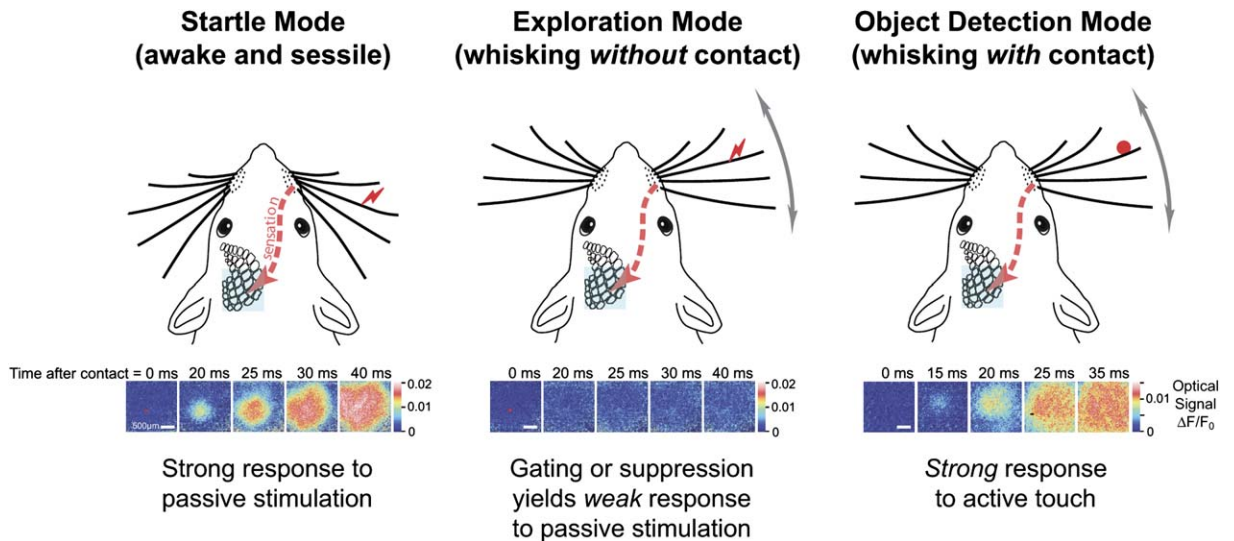 Startle Mode
(awake and sessile)
Exploration Mode
(whisking without contact)
Object Detection Mode
(whisking with contact)
sensation
Time after contact = 0 ms 20 ms 25 ms 30 ms 40 ms
0.02
0.01
0
500µm
0 ms 20 ms 25 ms 30 ms 40 ms
0.02
0.01
0
0 ms 15 ms 20 ms 25 ms 35 ms
0.01
0
Optical
Signal
ΔF/F₀
Strong response to
passive stimulation
Gating or suppression
yields weak response
to passive stimulation
Strong response
to active touch